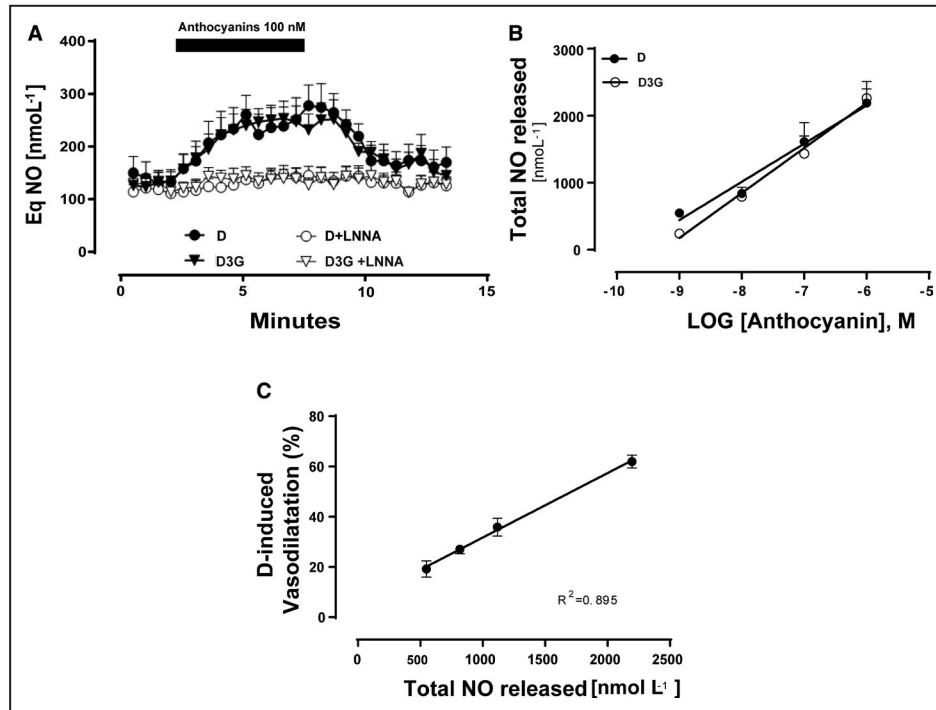 A
Anthocyanins 100 nM
Eq NO [nmoL-1]
400
300
200
100
0
D
D3G
D+LNNA
D3G +LNNA
0
5
10
15
Minutes
B
D
D3G
Total NO released
[nmoL-1]
3000
2000
1000
0
-10
-9
-8
-7
-6
-5
LOG [Anthocyanin], M
C
D-induced
Vasodilatation (%)
80
60
40
20
0
R2=0.895
0
500
1000
1500
2000
2500
Total NO released [nmol L-1]